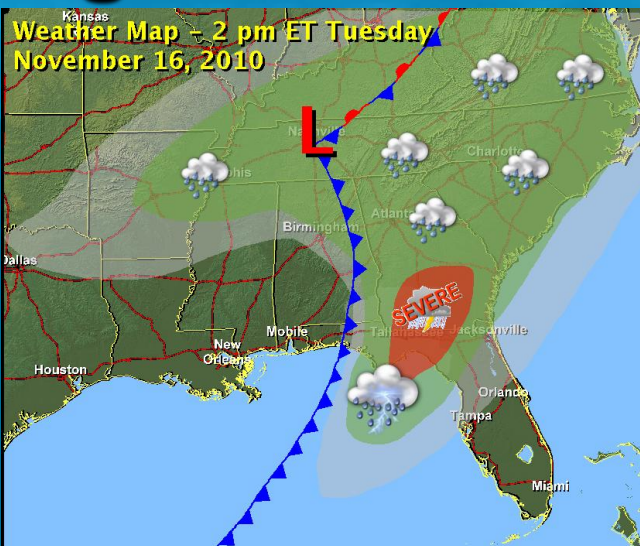 Kansas
Weather Map - 2 pm ET Tuesday
November 16, 2010
L
Nashville
Charlotte
phis
Atlanta
Birmingham
Dallas
SEVERE
Tallahassee
Jacksonville
Mobile
New
Orleans
Houston
Orlando
Tampa
Miami